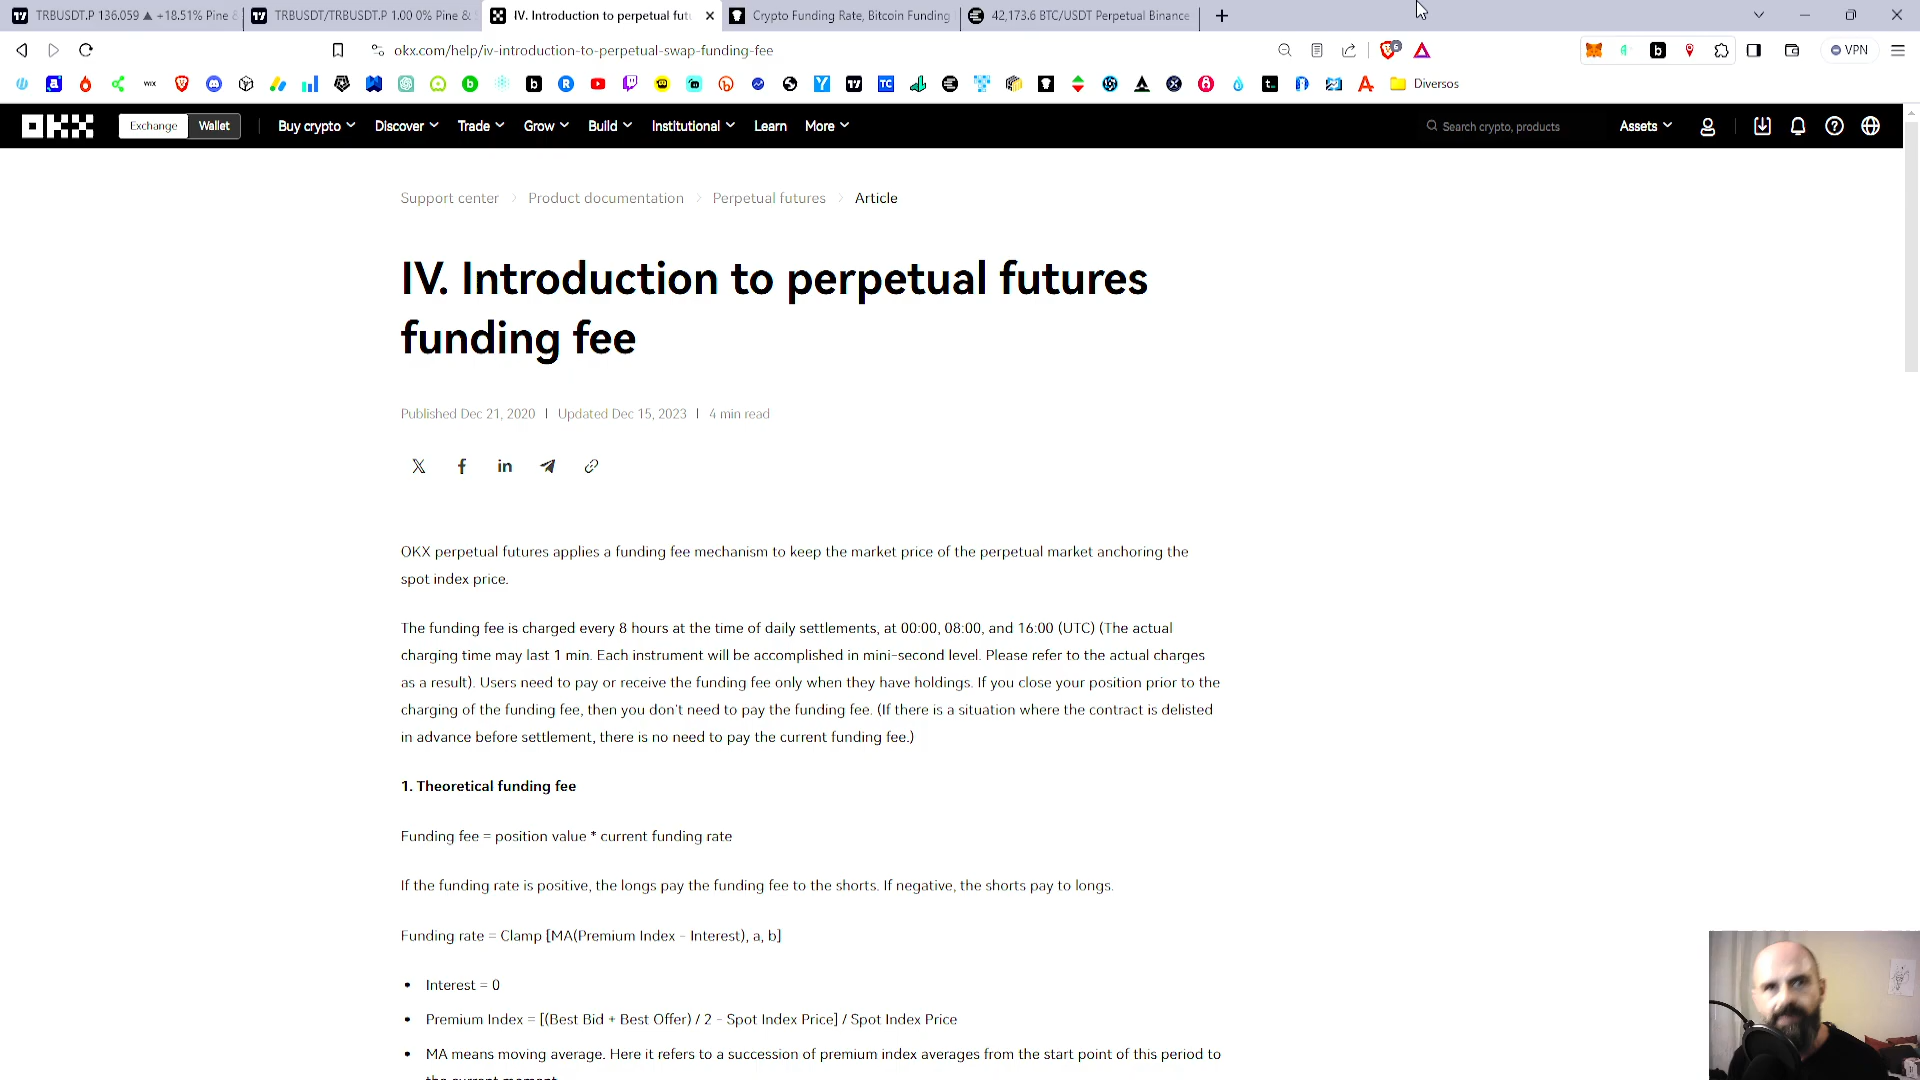 TRBUSDT.P 136.059 ▲ +18.51% Pine &
TRBUSDT/TRBUSDT.P 1.00 0% Pine &
IV. Introduction to perpetual fut
Crypto Funding Rate, Bitcoin Funding
42,173.6 BTC/USDT Perpetual Binance
okx.com/help/iv-introduction-to-perpetual-swap-funding-fee
6
VPN
WIX
TC
Diversos
OKX
Exchange
Wallet
Buy crypto
Discover
Trade
Grow
Build
Institutional
Learn
More
Search crypto, products
Assets
Support center
Product documentation
Perpetual futures
Article
IV. Introduction to perpetual futures
funding fee
Published Dec 21, 2020
Updated Dec 15, 2023
4 min read
OKX perpetual futures applies a funding fee mechanism to keep the market price of the perpetual market anchoring the
spot index price.
The funding fee is charged every 8 hours at the time of daily settlements, at 00:00, 08:00, and 16:00 (UTC) (The actual
charging time may last 1 min. Each instrument will be accomplished in mini-second level. Please refer to the actual charges
as a result). Users need to pay or receive the funding fee only when they have holdings. If you close your position prior to the
charging of the funding fee, then you don't need to pay the funding fee. (If there is a situation where the contract is delisted
in advance before settlement, there is no need to pay the current funding fee.)
1. Theoretical funding fee
Funding fee = position value * current funding rate
If the funding rate is positive, the longs pay the funding fee to the shorts. If negative, the shorts pay to longs.
Funding rate = Clamp [MA(Premium Index - Interest), a, b]
• Interest = 0
• Premium Index = [(Best Bid + Best Offer) / 2 - Spot Index Price] / Spot Index Price
• MA means moving average. Here it refers to a succession of premium index averages from the start point of this period to
the current moment